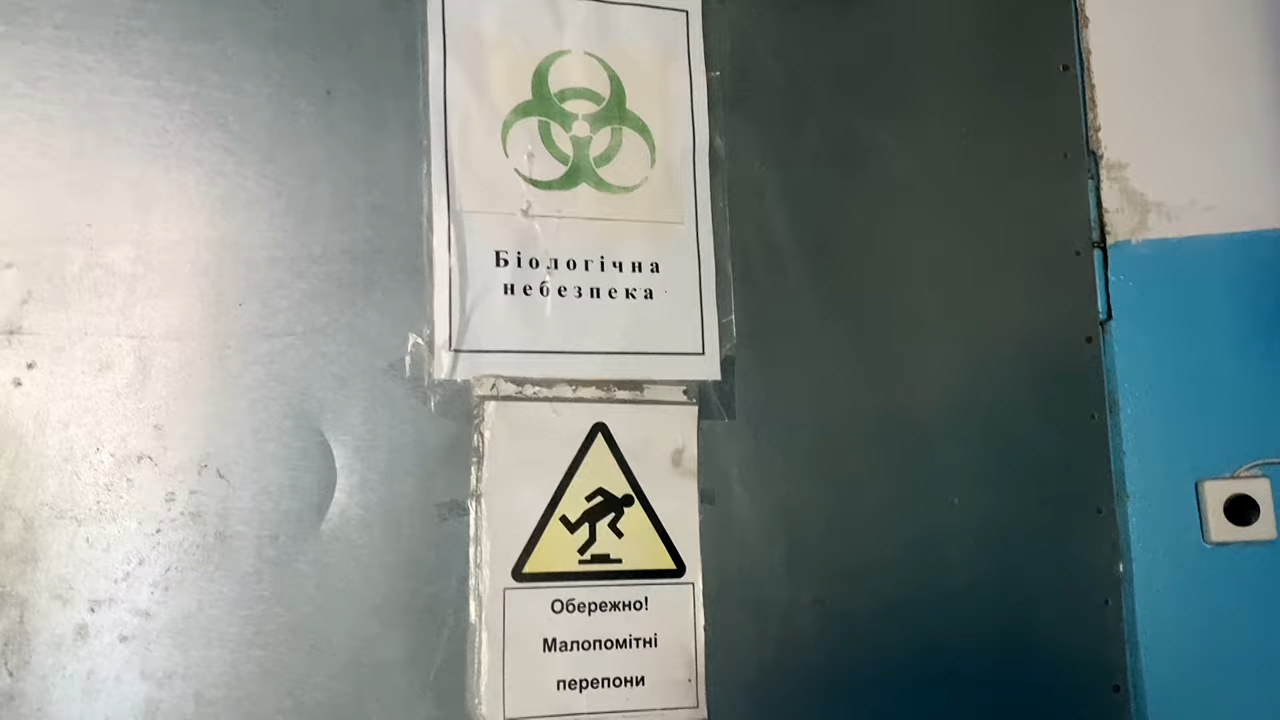 Біологічна
небезпека
Обережно!
Малопомітні
перепони